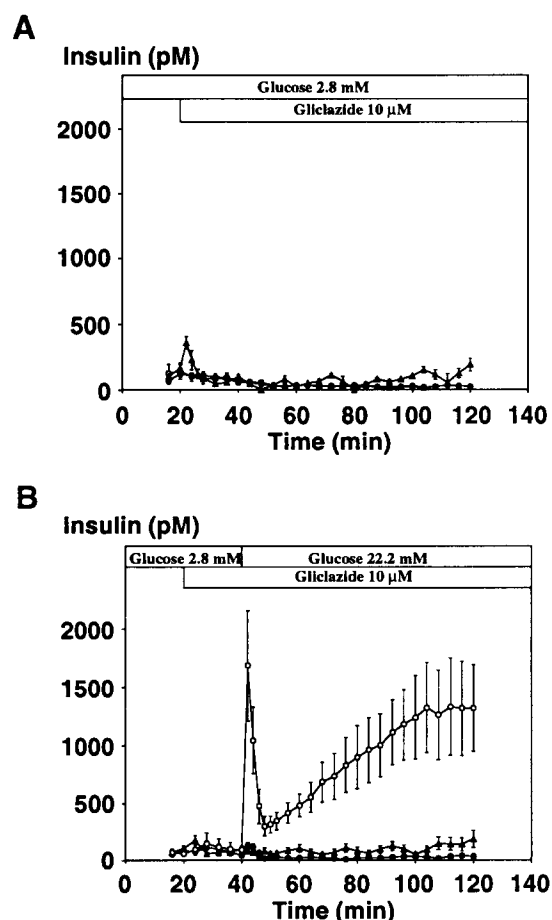 A
Insulin (pM)
Glucose 2.8 mM
Gliclazide 10 µM
2000
1500
1000
500
0
0 20 40 60 80 100 120 140
Time (min)
B
Insulin (pM)
Glucose 2.8 mM Glucose 22.2 mM
Gliclazide 10 µM
2000
1500
1000
500
0
0 20 40 60 80 100 120 140
Time (min)